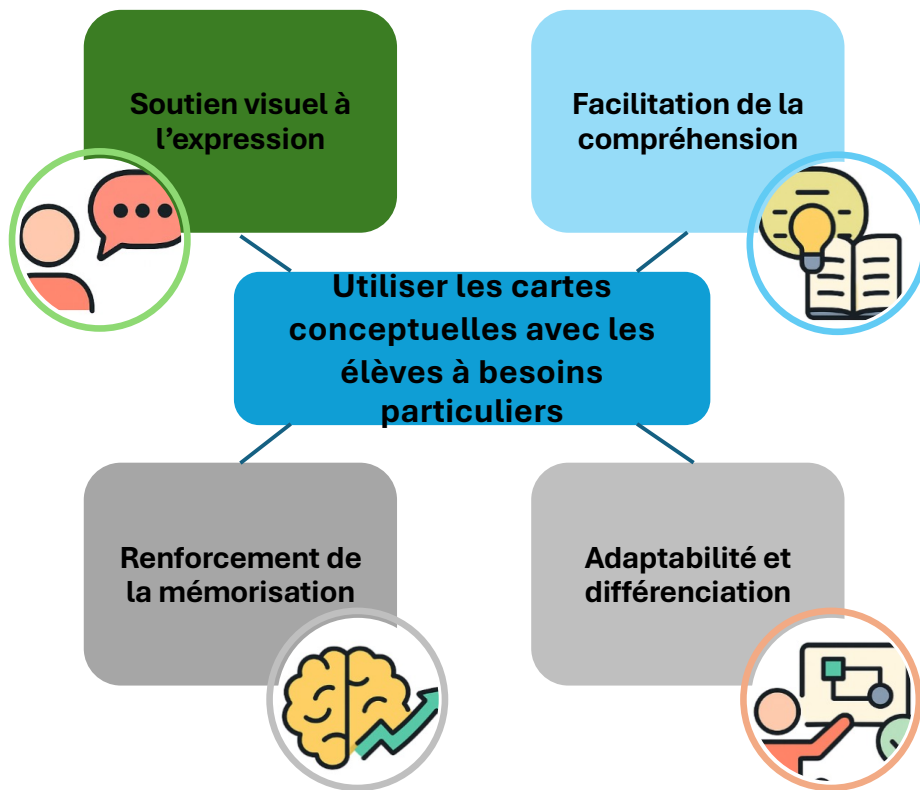 Soutien visuel à
l’expression
Facilitation de la
compréhension
Utiliser les cartes
conceptuelles avec les
élèves à besoins
particuliers
Renforcement de
la mémorisation
Adaptabilité et
différenciation